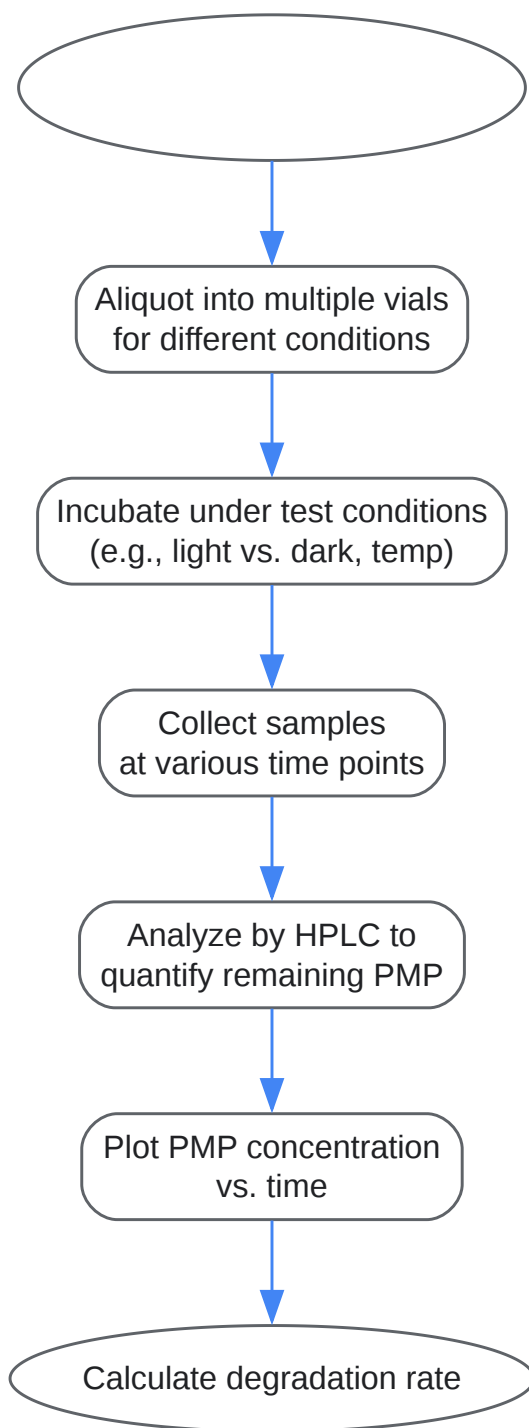 Aliquot into multiple vials
for different conditions
Incubate under test conditions
(e.g., light vs. dark, temp)
Collect samples
at various time points
Analyze by HPLC to
quantify remaining PMP
Plot PMP concentration
vs. time
Calculate degradation rate